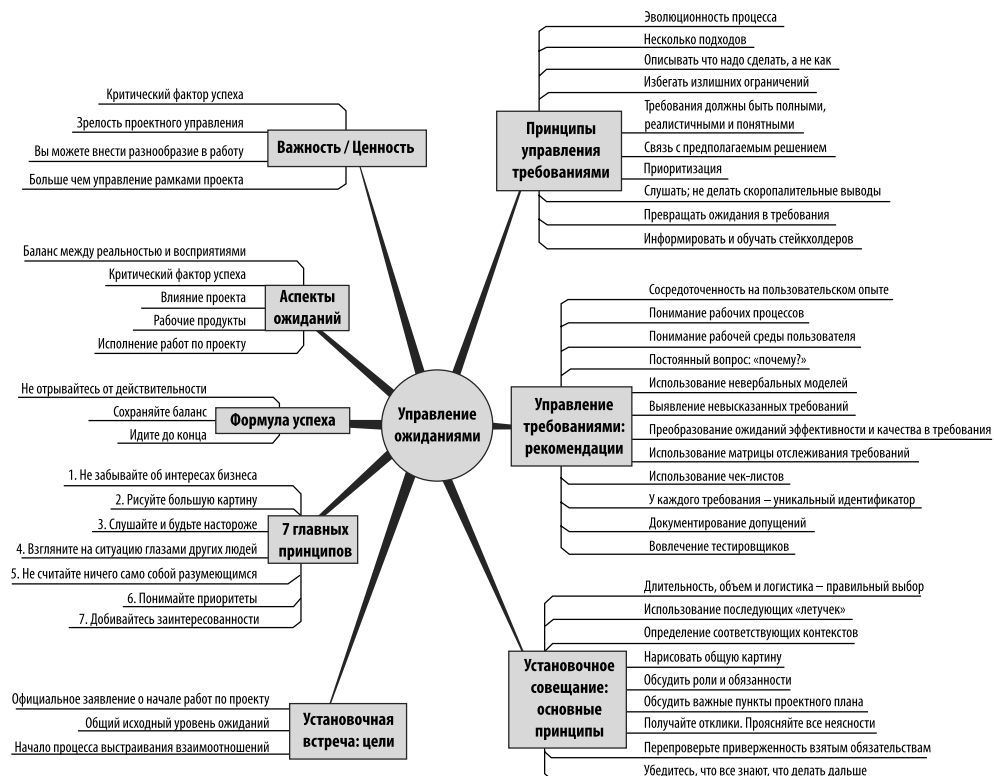 Управление
ожиданиями
Важность / Ценность
Критический фактор успеха
Зрелость проектного управления
Вы можете внести разнообразие в работу
Больше чем управление рамками проекта
Аспекты
ожиданий
Баланс между реальностью и восприятиями
Критический фактор успеха
Влияние проекта
Рабочие продукты
Исполнение работ по проекту
Формула успеха
Не отрывайтесь от действительности
Сохраняйте баланс
Идите до конца
7 главных
принципов
1. Не забывайте об интересах бизнеса
2. Рисуйте большую картину
3. Слушайте и будьте настороже
4. Взгляните на ситуацию глазами других людей
5. Не считайте ничего само собой разумеющимся
6. Понимайте приоритеты
7. Добивайтесь заинтересованности
Установочная
встреча: цели
Официальное заявление о начале работ по проекту
Общий исходный уровень ожиданий
Начало процесса выстраивания взаимоотношений
Принципы
управления
требованиями
Эволюционность процесса
Несколько подходов
Описывать что надо сделать, а не как
Избегать излишних ограничений
Требования должны быть полными,
реалистичными и понятными
Связь с предполагаемым решением
Приоритизация
Слушать; не делать скоропалительные выводы
Превращать ожидания в требования
Информировать и обучать стейкхолдеров
Управление
требованиями:
рекомендации
Сосредоточенность на пользовательском опыте
Понимание рабочих процессов
Понимание рабочей среды пользователя
Постоянный вопрос: «почему?»
Использование невербальных моделей
Выявление невысказанных требований
Преобразование ожиданий эффективности и качества в требования
Использование матрицы отслеживания требований
Использование чек-листов
У каждого требования – уникальный идентификатор
Документирование допущений
Вовлечение тестировщиков
Установочное
совещание:
основные
принципы
Длительность, объем и логистика – правильный выбор
Использование последующих «летучек»
Определение соответствующих контекстов
Нарисовать общую картину
Обсудить роли и обязанности
Обсудить важные пункты проектного плана
Получайте отклики. Проясняйте все неясности
Перепроверьте приверженность взятым обязательствам
Убедитесь, что все знают, что делать дальше